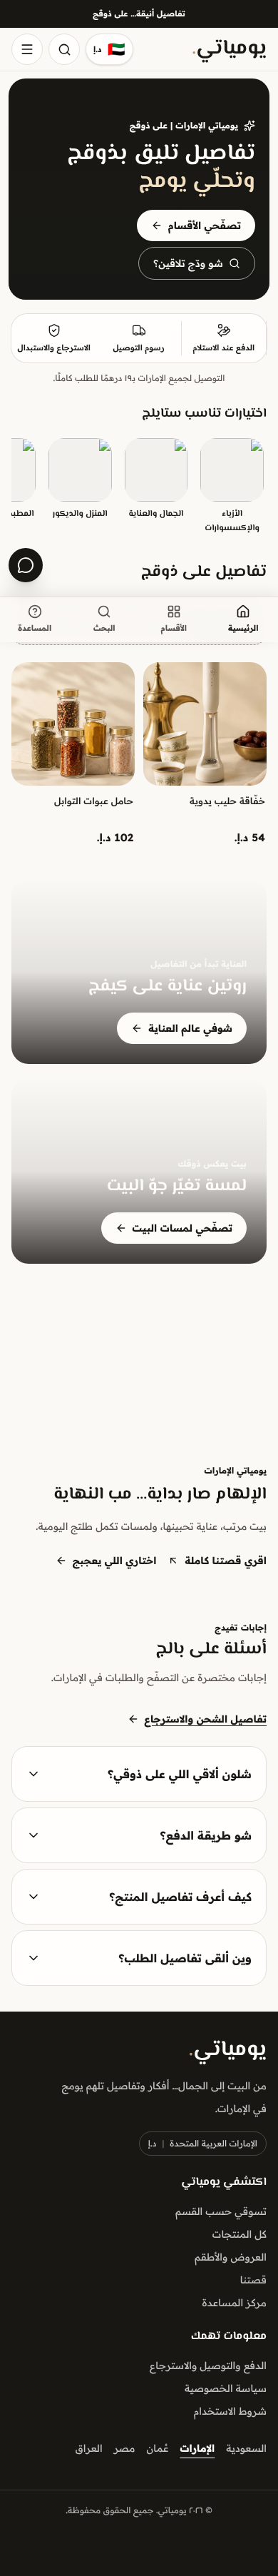 تفاصيل أنيقة... على ذوقج
يومياتي.
د.إ
يومياتي الإمارات | على ذوقج
تفاصيل تليق بذوقج
وتحلّي يومج
تصفّحي الأقسام
شو ودّج تلاقين؟
الدفع عند الاستلام
رسوم التوصيل
الاسترجاع والاستبدال
التوصيل لجميع الإمارات بـ١٩ درهمًا للطلب كاملًا.
اختيارات تناسب ستايلج
الأزياء
والإكسسوارات
الجمال والعناية
المنزل والديكور
تفاصيل على ذوقج
الرئيسية
الأقسام
البحث
المساعدة
خفّاقة حليب يدوية
54 د.إ.
حامل عبوات التوابل
102 د.إ.
العناية تبدأ من التفاصيل
روتين عناية على كيفج
شوفي عالم العناية
بيت يعكس ذوقك
لمسة تغيّر جوّ البيت
تصفّحي لمسات البيت
يومياتي الإمارات
الإلهام صار بداية... مب النهاية
بيت مرتب، عناية تحبينها، ولمسات تكمل طلتج اليومية.
اقري قصتنا كاملة
اختاري اللي يعجبج
إجابات تفيدج
أسئلة على بالج
إجابات مختصرة عن التصفّح والطلبات في الإمارات.
تفاصيل الشحن والاسترجاع
شلون ألاقي اللي على ذوقي؟
شو طريقة الدفع؟
كيف أعرف تفاصيل المنتج؟
وين ألقى تفاصيل الطلب؟
يومياتي.
من البيت إلى الجمال... أفكار وتفاصيل تلهم يومج
في الإمارات.
الإمارات العربية المتحدة | د.إ
اكتشفي يومياتي
تسوقي حسب القسم
كل المنتجات
العروض والأطقم
قصتنا
مركز المساعدة
معلومات تهمك
الدفع والتوصيل والاسترجاع
سياسة الخصوصية
شروط الاستخدام
السعودية
الإمارات
عُمان
مصر
العراق
© ٢٠٢٦ يومياتي. جميع الحقوق محفوظة.